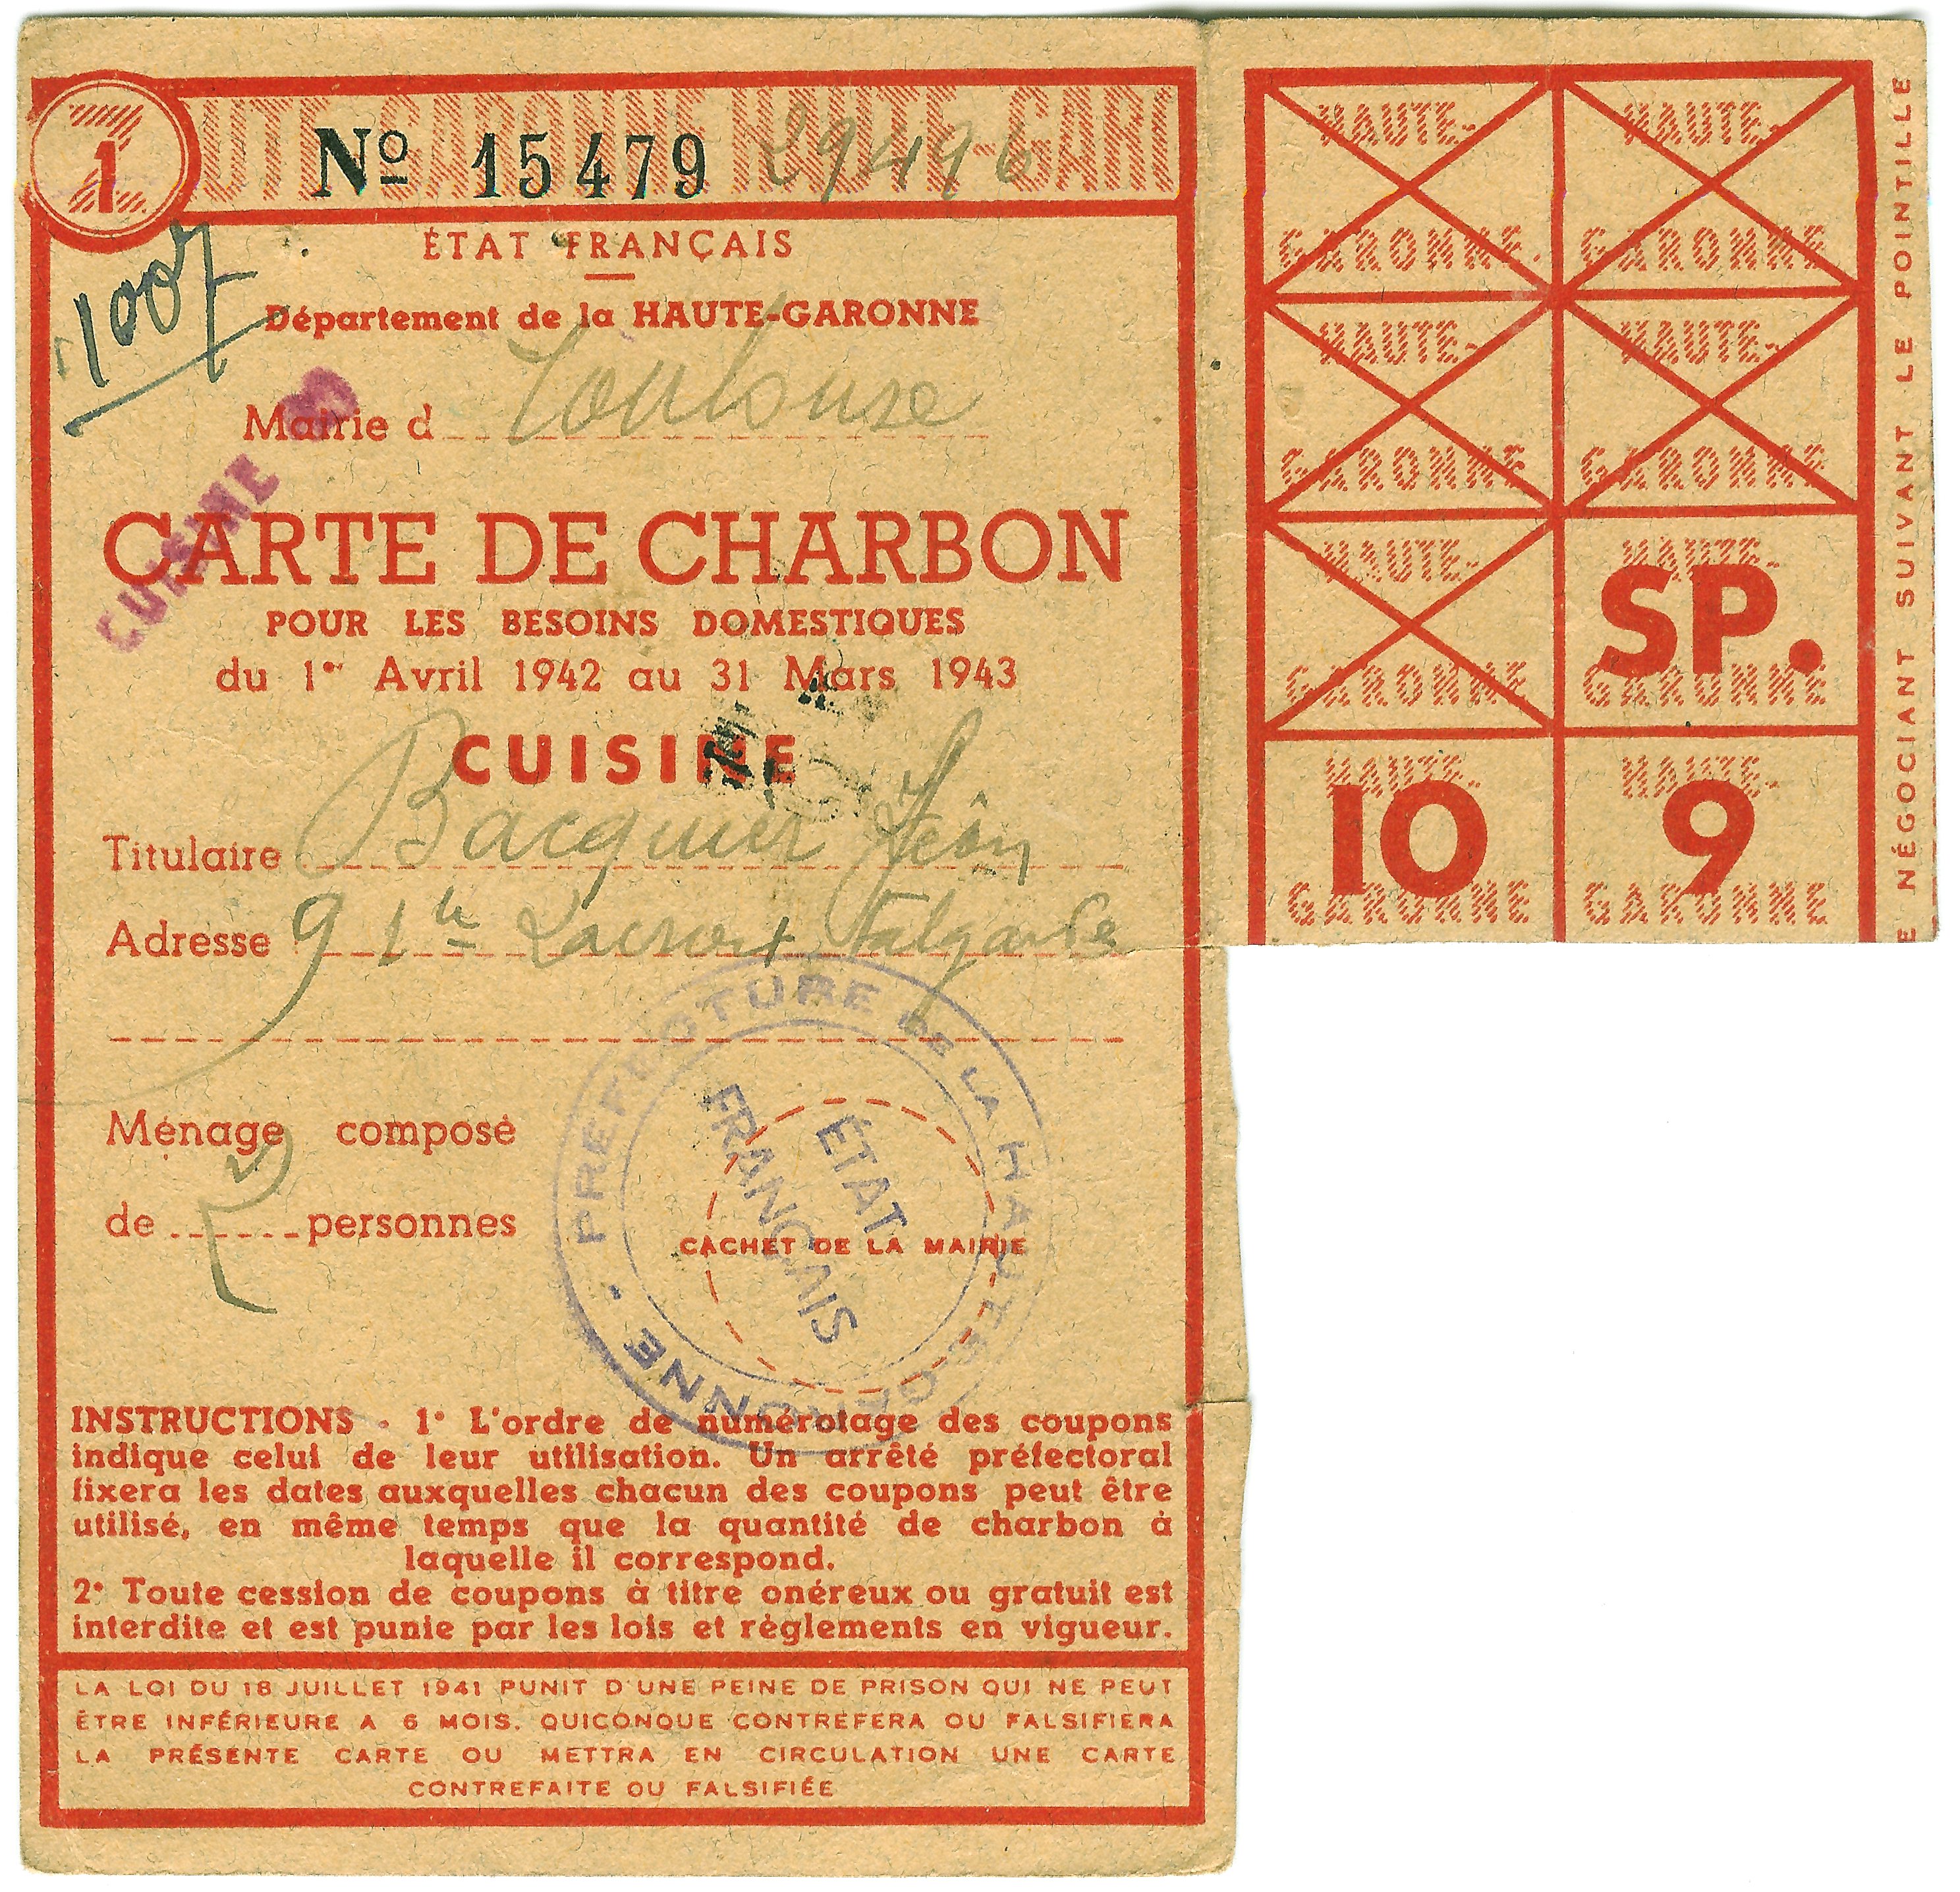 1
UTE-GARONNE HAUTE-GARO
Nº 15479 29496
ÉTAT FRANÇAIS
Département de la HAUTE-GARONNE
Mairie d Toulouse
CUISINE
CARTE DE CHARBON
POUR LES BESOINS DOMESTIQUES
du 1er Avril 1942 au 31 Mars 1943
CUISINE
Titulaire Bacquier
Adresse 9
Ménage composé
de 5 personnes
PREFECTURE DE LA HAUTE-GARONNE
ÉTAT
FRANÇAIS
CACHET DE LA MAIRIE
INSTRUCTIONS - 1° L'ordre de numérotage des coupons
indique celui de leur utilisation. Un arrêté préfectoral
fixera les dates auxquelles chacun des coupons peut être
utilisé, en même temps que la quantité de charbon à
laquelle il correspond.
2° Toute cession de coupons à titre onéreux ou gratuit est
interdite et est punie par les lois et règlements en vigueur.
LA LOI DU 18 JUILLET 1941 PUNIT D'UNE PEINE DE PRISON QUI NE PEUT
ÊTRE INFÉRIEURE A 6 MOIS. QUICONQUE CONTREFERA OU FALSIFIERA
LA PRÉSENTE CARTE OU METTRA EN CIRCULATION UNE CARTE
CONTREFAITE OU FALSIFIÉE
HAUTE- HAUTE-
GARONNE GARONNE
HAUTE- HAUTE-
GARONNE GARONNE
HAUTE- HAUTE-
SP.
GARONNE GARONNE
HAUTE- HAUTE-
10 9
GARONNE GARONNE
E NÉGOCIANT SUIVANT LE POINTILLE